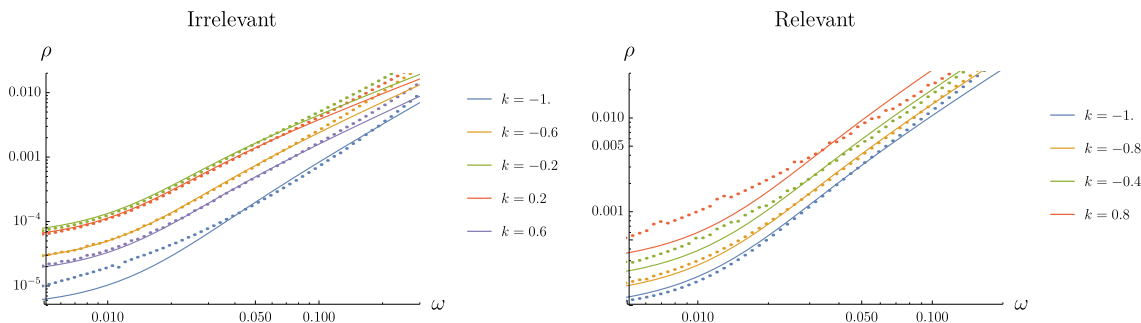 Irrelevant
ρ
0.010
0.001
10⁻⁴
10⁻⁵
0.010
0.050
0.100
ω
k = −1.
k = −0.6
k = −0.2
k = 0.2
k = 0.6
Relevant
ρ
0.010
0.005
0.001
0.010
0.050
0.100
ω
k = −1.
k = −0.8
k = −0.4
k = 0.8